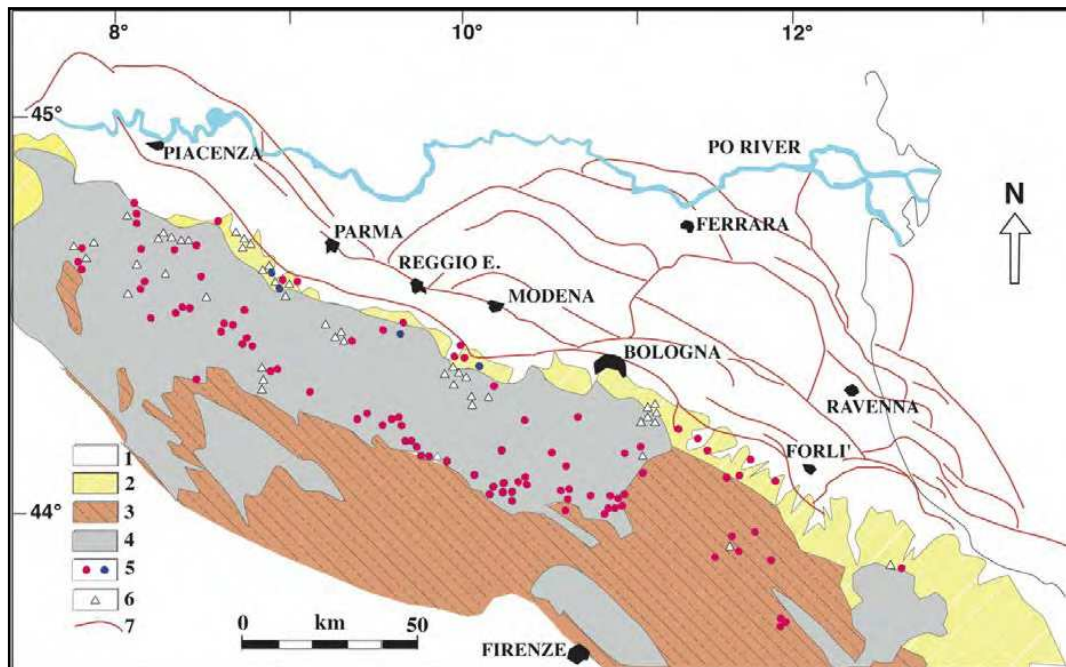 8° 10° 12°
45°
PIACENZA
PO RIVER
N
FERRARA
PARMA
REGGIO E.
MODENA
BOLOGNA
RAVENNA
FORLI'
1
2
3
44°
4
5
6
7
0 km 50
FIRENZE